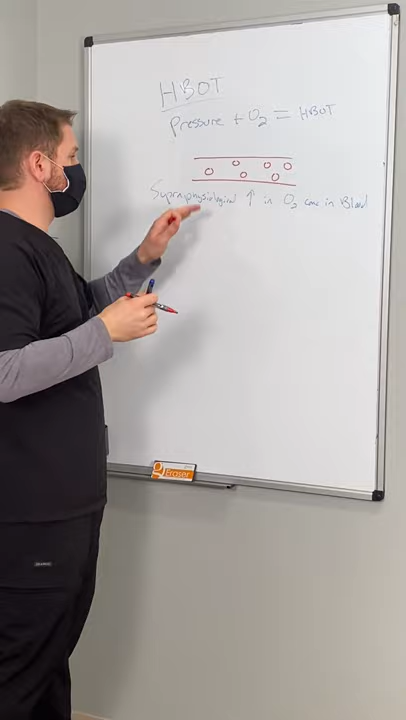 HBOT
Pressure + O₂ = HBOT
Supraphysiological ↑ in O₂ conc in Blood
Eraser